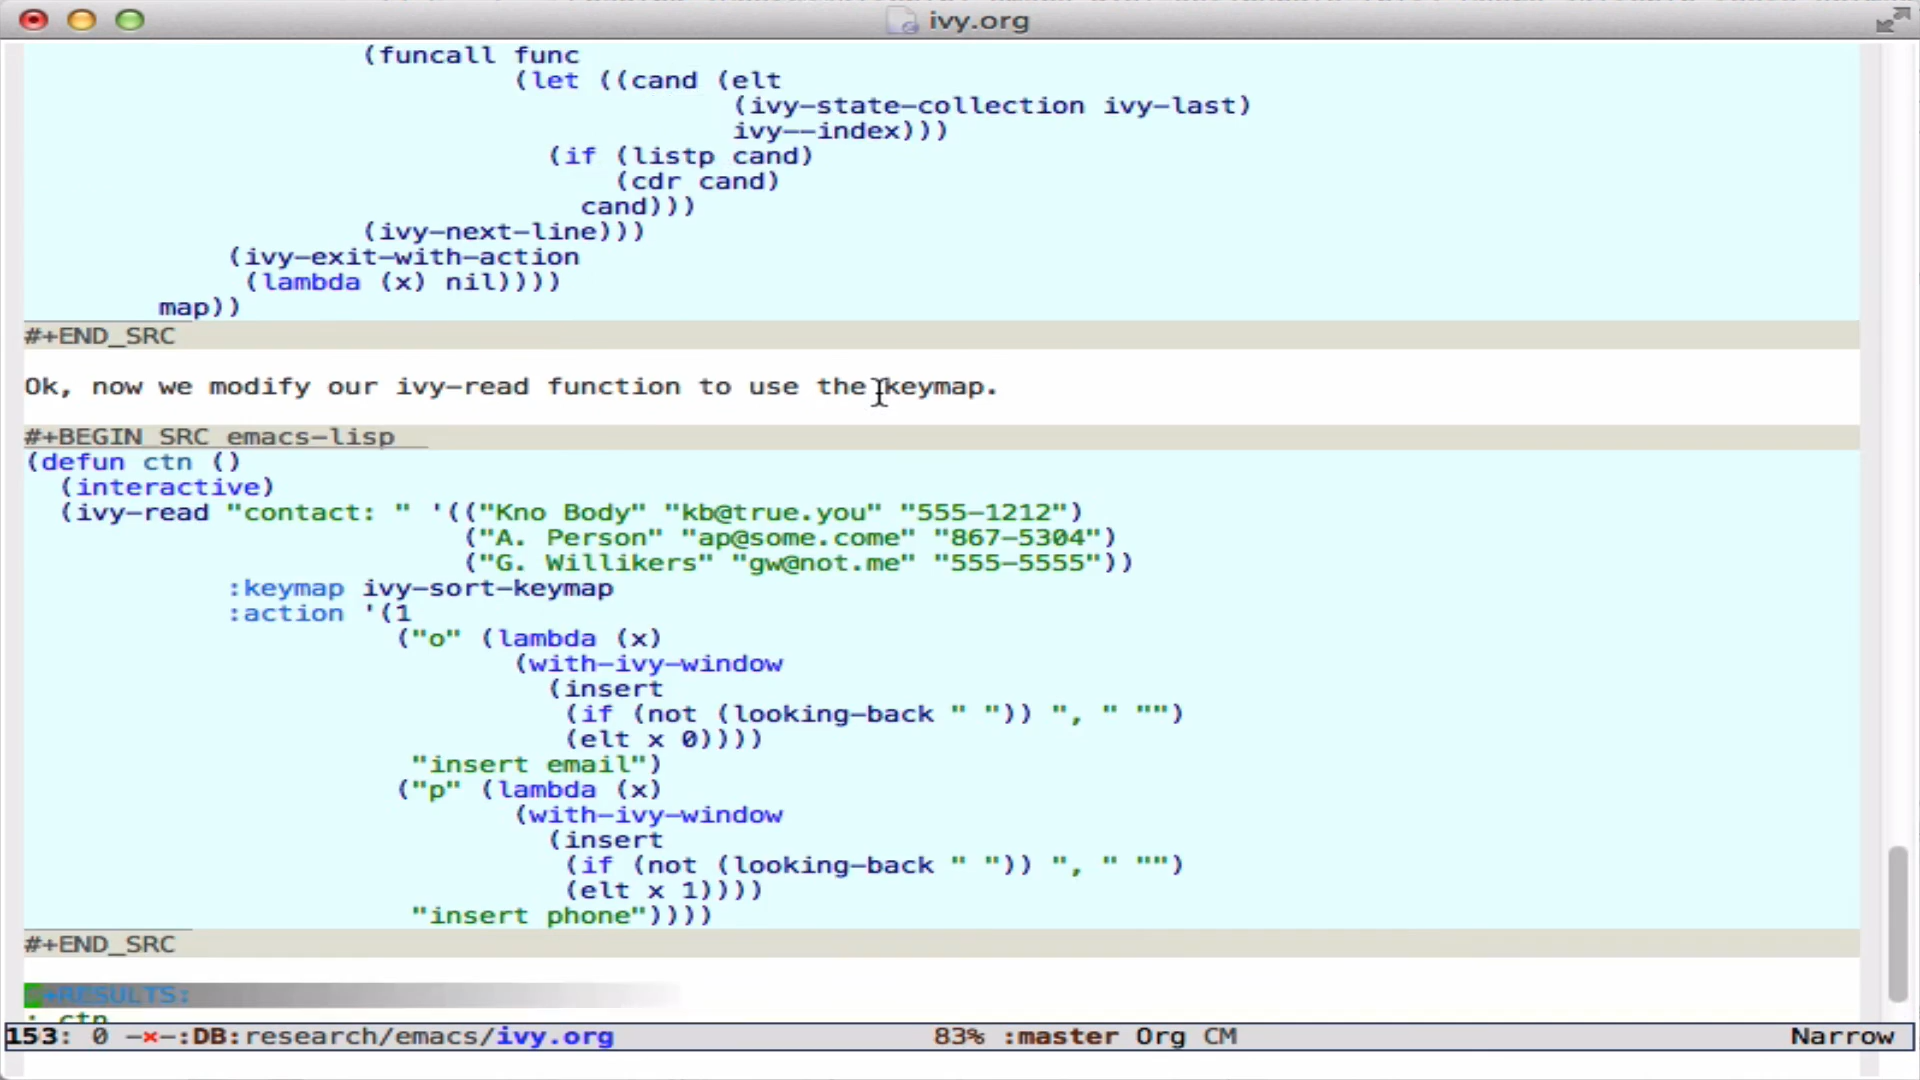 ivy.org
(funcall func
(let ((cand (elt
(ivy-state-collection ivy-last)
ivy--index)))
(if (listp cand)
(cdr cand)
cand)))
(ivy-next-line)))
(ivy-exit-with-action
(lambda (x) nil))))
map))
#+END_SRC
Ok, now we modify our ivy-read function to use the keymap.
#+BEGIN_SRC emacs-lisp
(defun ctn ()
(interactive)
(ivy-read "contact: " '(("Kno Body" "kb@true.you" "555-1212")
("A. Person" "ap@some.come" "867-5304")
("G. Willikers" "gw@not.me" "555-5555"))
:keymap ivy-sort-keymap
:action '(1
("o" (lambda (x)
(with-ivy-window
(insert
(if (not (looking-back " ")) ", " "")
(elt x 0))))
"insert email")
("p" (lambda (x)
(with-ivy-window
(insert
(if (not (looking-back " ")) ", " "")
(elt x 1))))
"insert phone"))))
#+END_SRC
#+RESULTS:
: ctn
153: 0 -x-:DB:research/emacs/ivy.org 83% :master Org CM Narrow